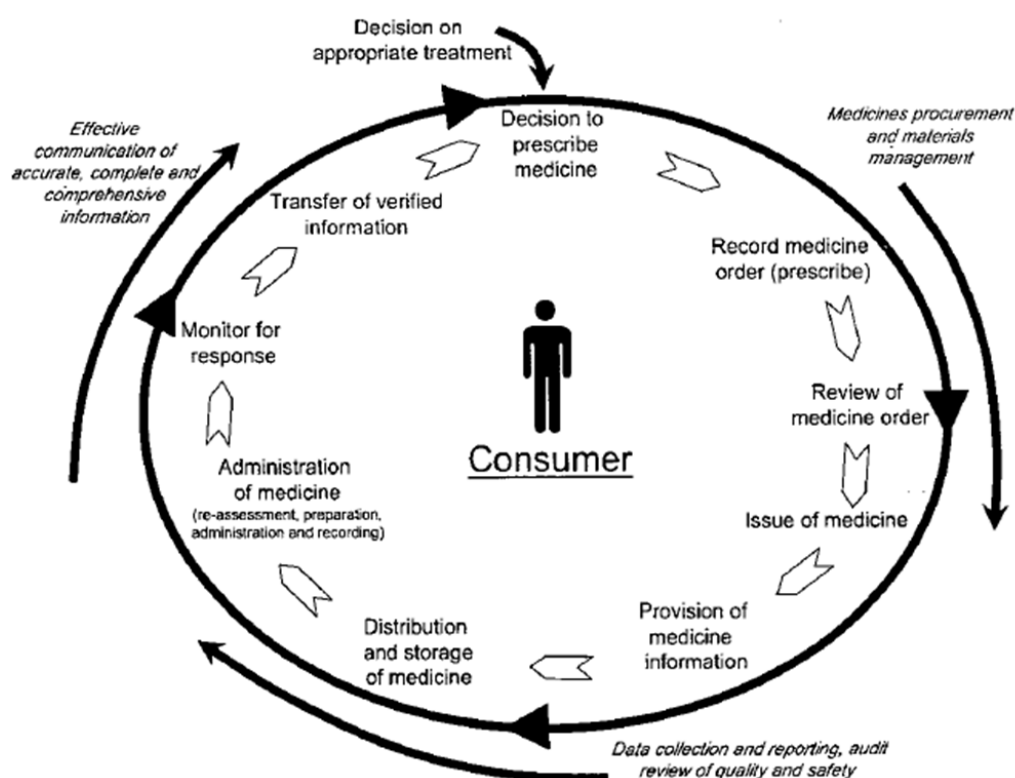 Decision on
appropriate treatment
Decision to
prescribe
medicine
Medicines procurement
and materials
management
Record medicine
order (prescribe)
Review of
medicine order
Issue of medicine
Provision of
medicine
information
Data collection and reporting, audit
review of quality and safety
Distribution
and storage
of medicine
Administration
of medicine
(re-assessment, preparation,
administration and recording)
Monitor for
response
Transfer of verified
information
Effective
communication of
accurate, complete and
comprehensive
information
Consumer